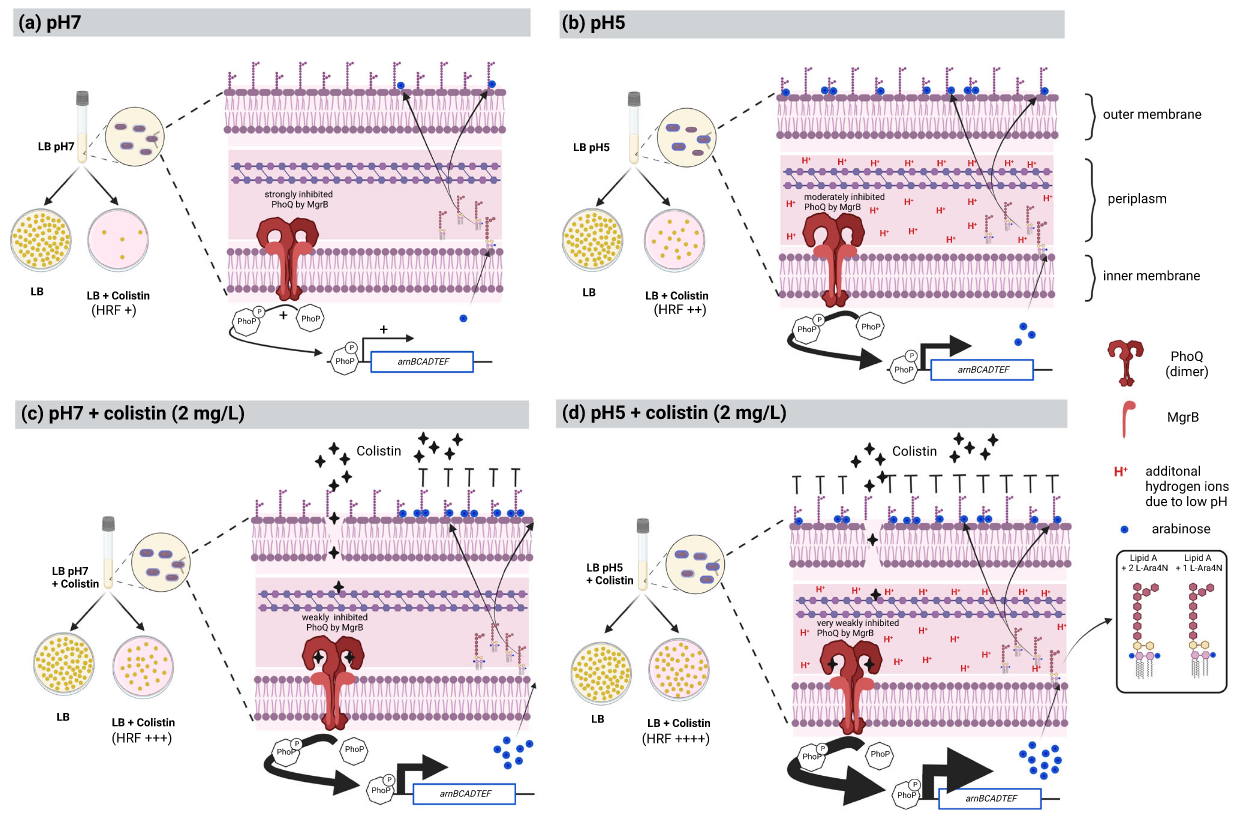 (a) pH7
LB pH7
strongly inhibited
PhoQ by MgrB
LB
LB + Colistin
(HRF +)
P
PhoP
+
PhoP
P
PhoP
+
arnBCADTEF
(b) pH5
LB pH5
H+ H+ H+ H+ H+ H+ H+ H+
moderately inhibited
PhoQ by MgrB
H+ H+ H+ H+ H+ H+ H+ H+ H+ H+
LB
LB + Colistin
(HRF ++)
P
PhoP
PhoP
P
PhoP
arnBCADTEF
outer membrane
periplasm
inner membrane
(c) pH7 + colistin (2 mg/L)
Colistin
LB pH7
+ Colistin
weakly inhibited
PhoQ by MgrB
LB
LB + Colistin
(HRF +++)
P
PhoP
PhoP
P
PhoP
arnBCADTEF
(d) pH5 + colistin (2 mg/L)
Colistin
LB pH5
+ Colistin
H+ H+ H+ H+ H+ H+ H+
very weakly inhibited
PhoQ by MgrB
H+ H+ H+ H+ H+ H+ H+ H+ H+ H+
LB
LB + Colistin
(HRF ++++)
P
PhoP
PhoP
P
PhoP
arnBCADTEF
PhoQ
(dimer)
MgrB
H+
additonal
hydrogen ions
due to low pH
arabinose
Lipid A
+ 2 L-Ara4N
Lipid A
+ 1 L-Ara4N